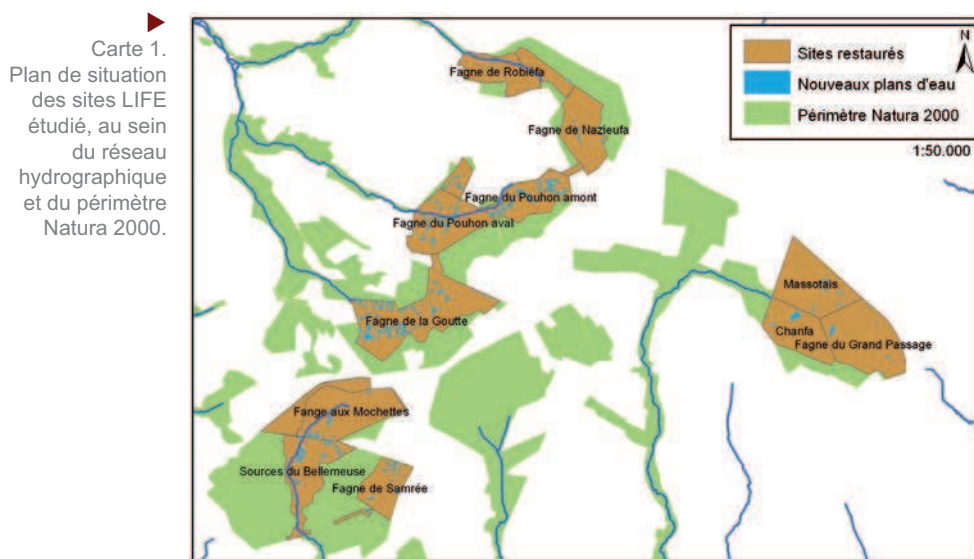 Carte 1.
Plan de situation
des sites LIFE
étudié, au sein
du réseau
hydrographique
et du périmètre
Natura 2000.
N
Sites restaurés
Nouveaux plans d'eau
Périmètre Natura 2000
1:50.000
Fagne de Robiéfa
Fagne de Nazieufa
Fagne du Pouhon amont
Fagne du Pouhon aval
Fagne de la Goutte
Massotais
Chanfa
Fagne du Grand Passage
Fange aux Mochettes
Sources du Bellemeuse
Fagne de Samrée